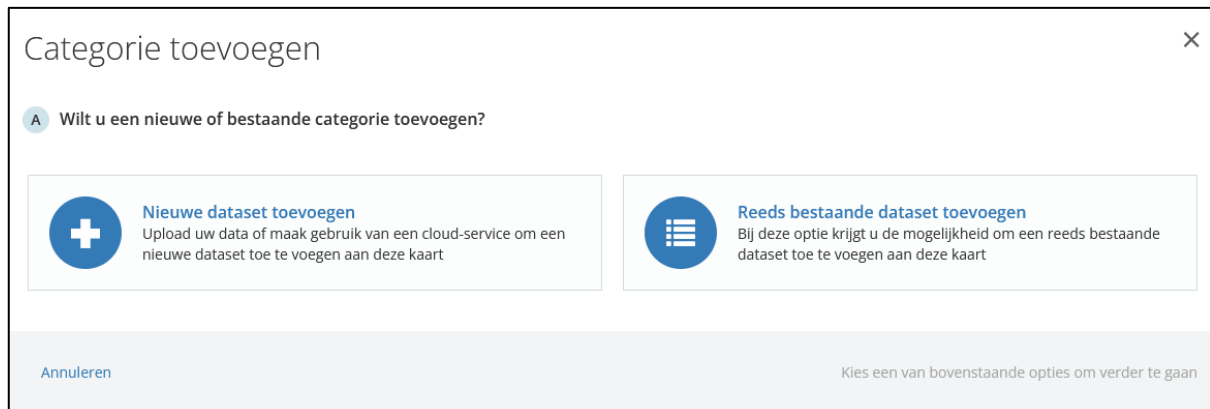 Categorie toevoegen
A Wilt u een nieuwe of bestaande categorie toevoegen?
Nieuwe dataset toevoegen
Upload uw data of maak gebruik van een cloud-service om een
nieuwe dataset toe te voegen aan deze kaart
Reeds bestaande dataset toevoegen
Bij deze optie krijgt u de mogelijkheid om een reeds bestaande
dataset toe te voegen aan deze kaart
Annuleren
Kies een van bovenstaande opties om verder te gaan